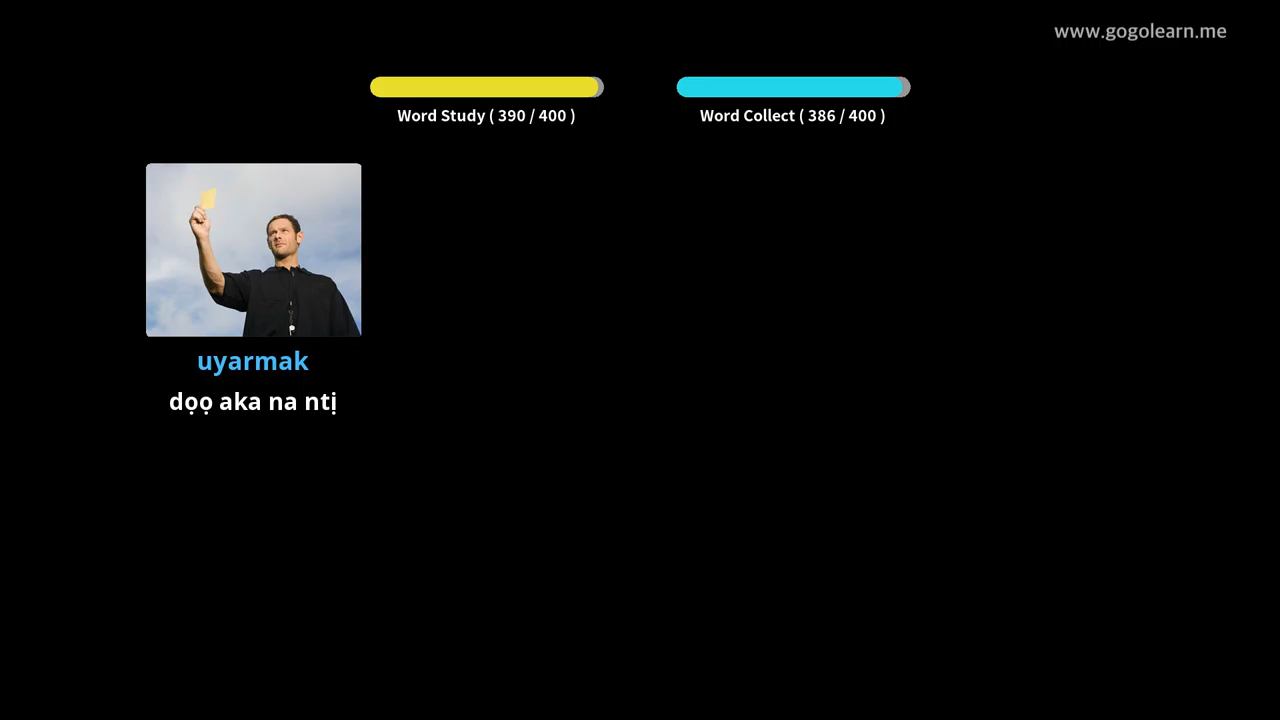 www.gogolearn.me
Word Study ( 390 / 400 )
Word Collect ( 386 / 400 )
uyarmak
dọọ aka na ntị